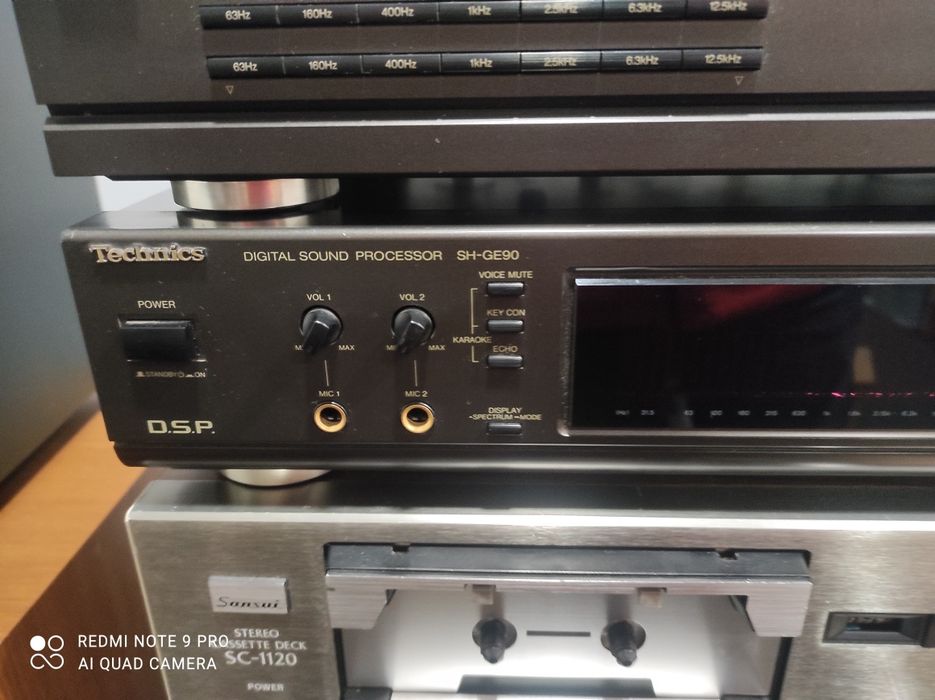 63Hz 160Hz 400Hz 1kHz 2.5kHz 6.3kHz 12.5kHz
63Hz 160Hz 400Hz 1kHz 2.5kHz 6.3kHz 12.5kHz
Technics DIGITAL SOUND PROCESSOR SH-GE90
VOICE MUTE
POWER VOL 1 VOL 2
KEY CON
KARAOKE
MAX MAX
ECHO
STANDBY ON
MIC 1 MIC 2
DISPLAY
-SPECTRUM -MODE
D.S.P.
Sansui
STEREO
CASSETTE DECK
SC-1120
POWER
REDMI NOTE 9 PRO
AI QUAD CAMERA